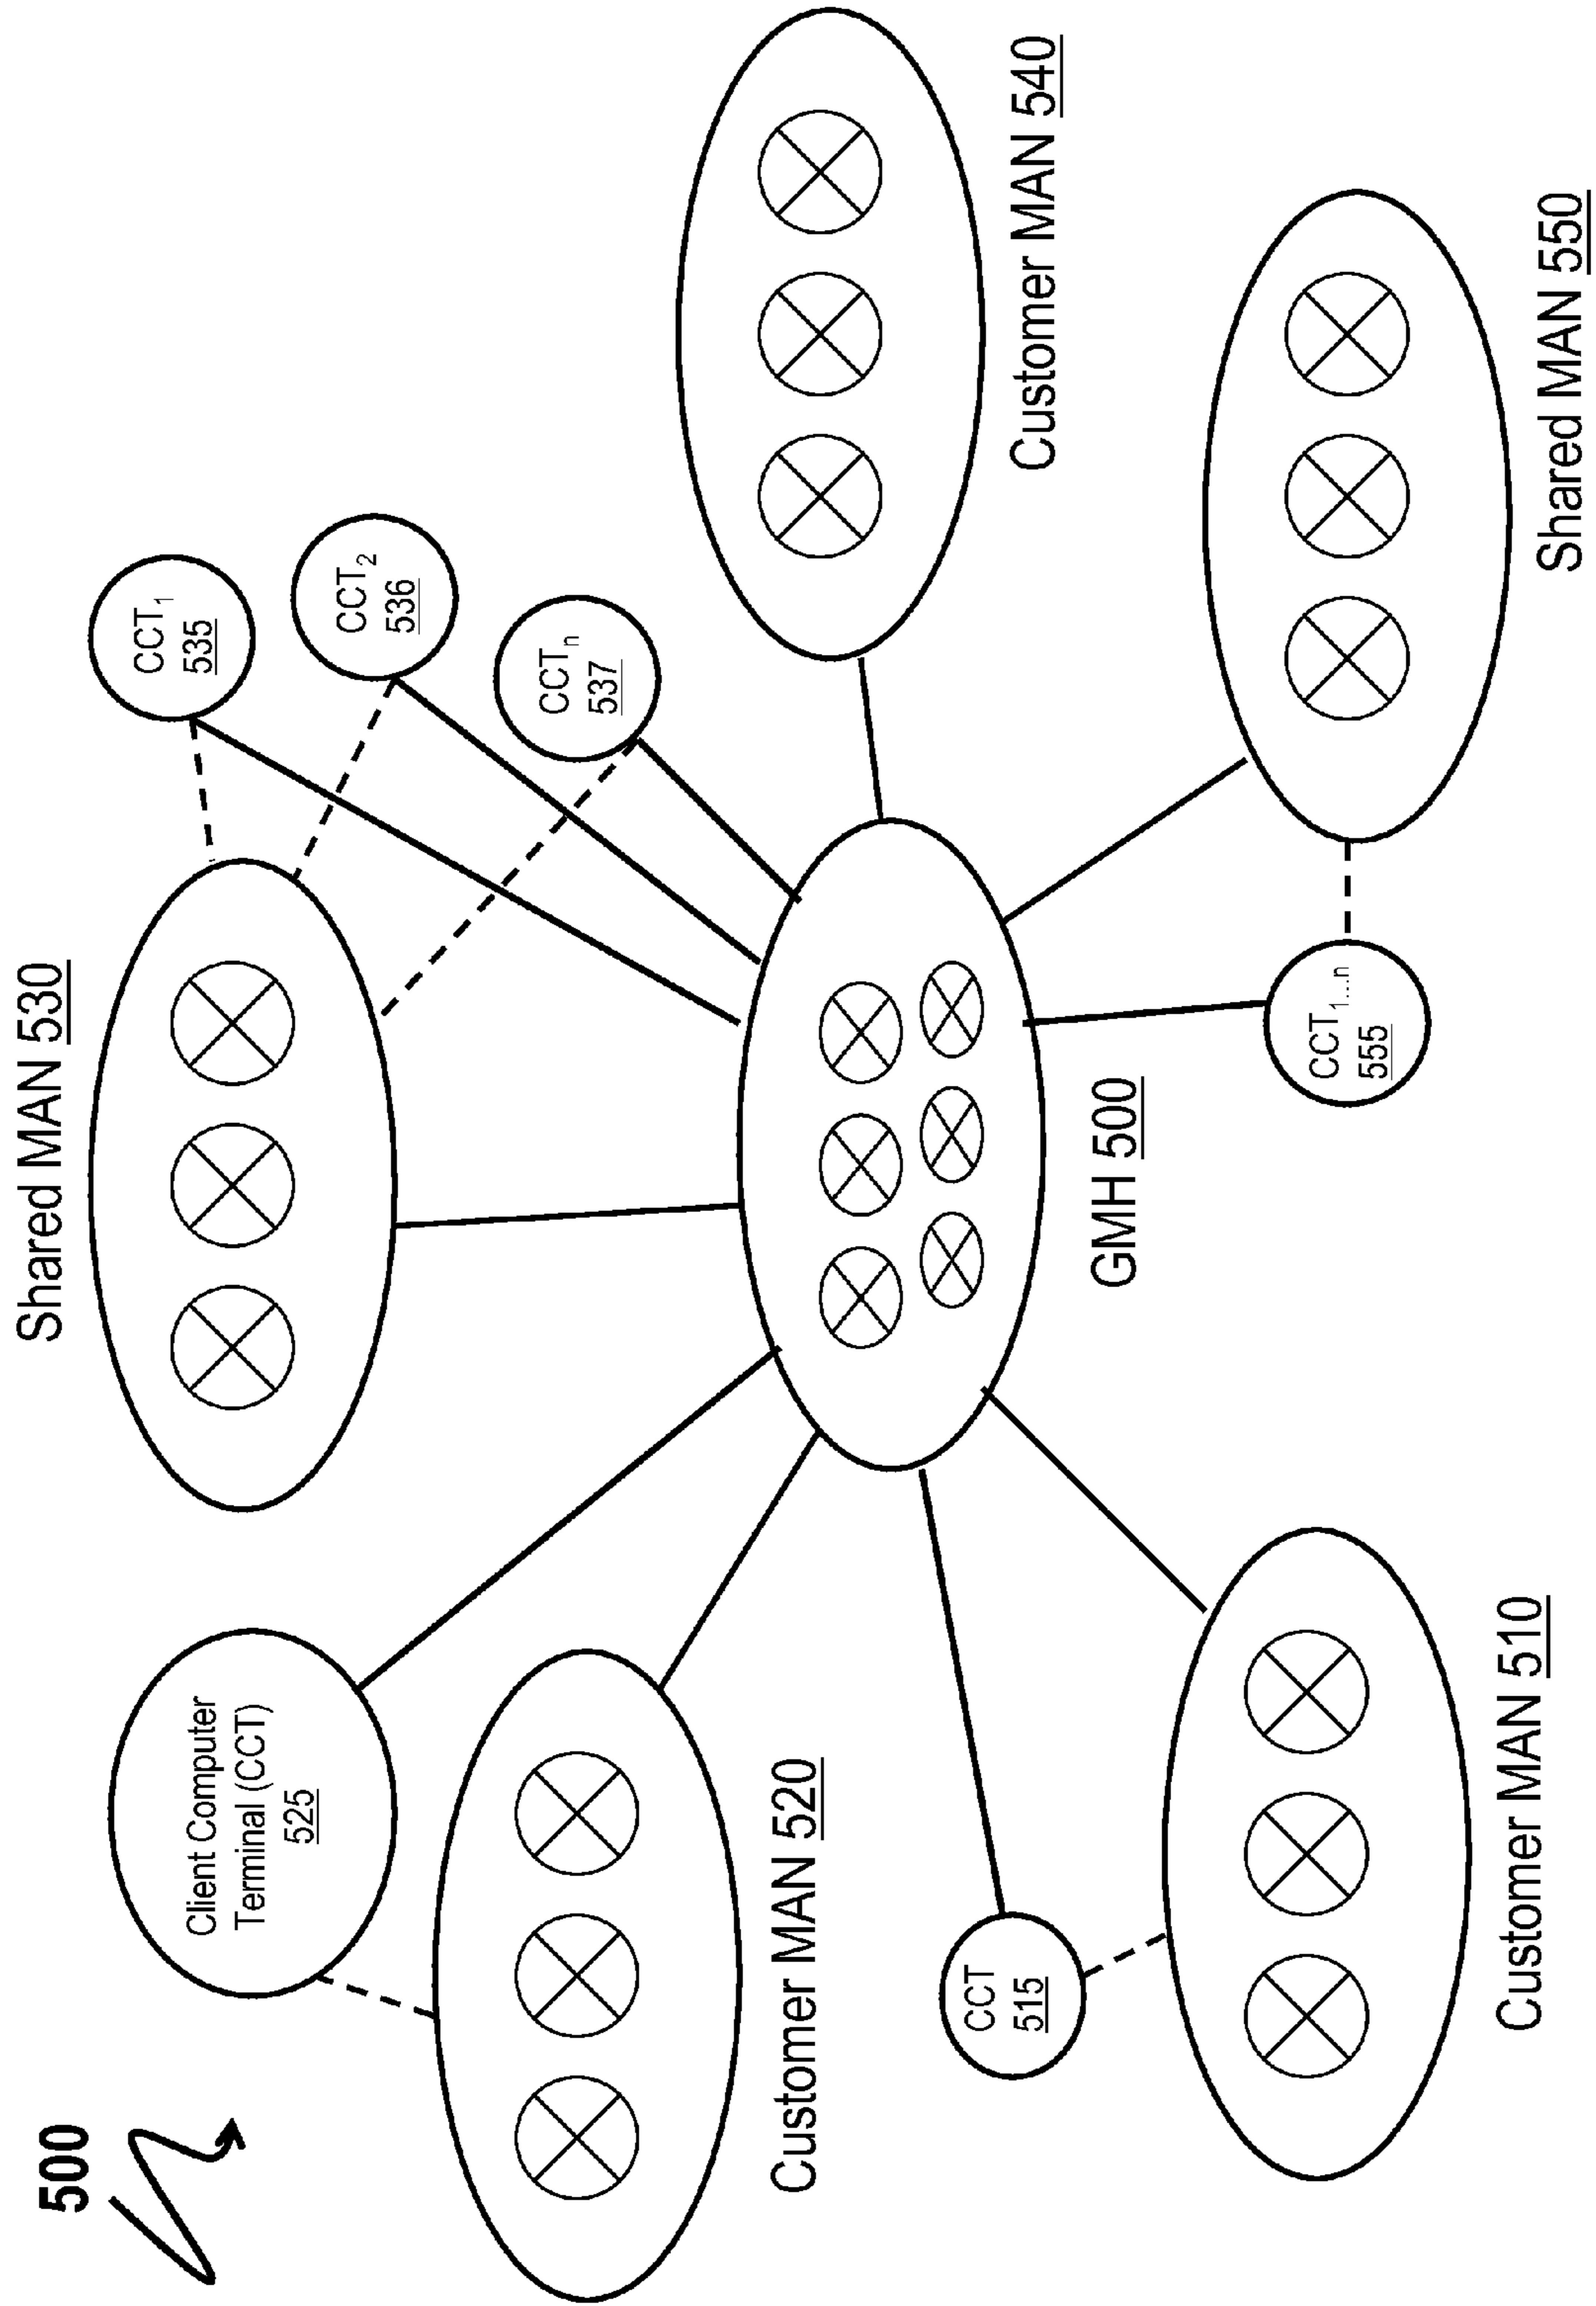 500
Client Computer
Terminal (CCT)
525
Customer MAN 520
CCT
515
Customer MAN 510
Shared MAN 530
GMH 500
CCT1
535
CCT2
536
CCTn
537
Customer MAN 540
CCT1...n
555
Shared MAN 550